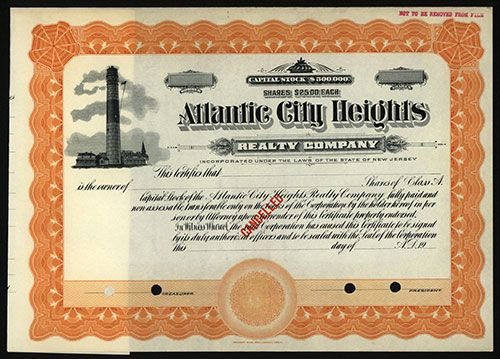 NOT TO BE REMOVED FROM FILE
CAPITAL STOCK $500,000.
SHARES $25.00 EACH
Atlantic City Heights
REALTY COMPANY
INCORPORATED UNDER THE LAWS OF THE STATE OF NEW JERSEY
This Certifies that
is the owner of Shares of Class A.
Capital Stock of the Atlantic City Heights Realty Company, fully paid and
non-assessable, transferable only on the books of the Corporation by the holder hereof in per-
son or by Attorney upon surrender of this Certificate properly endorsed.
CANCELLED
In Witness Whereof, the said Corporation has caused this Certificate to be signed
by its duly authorized officers and to be sealed with the Seal of the Corporation
this day of A.D. 19
TREASURER.
PRESIDENT.